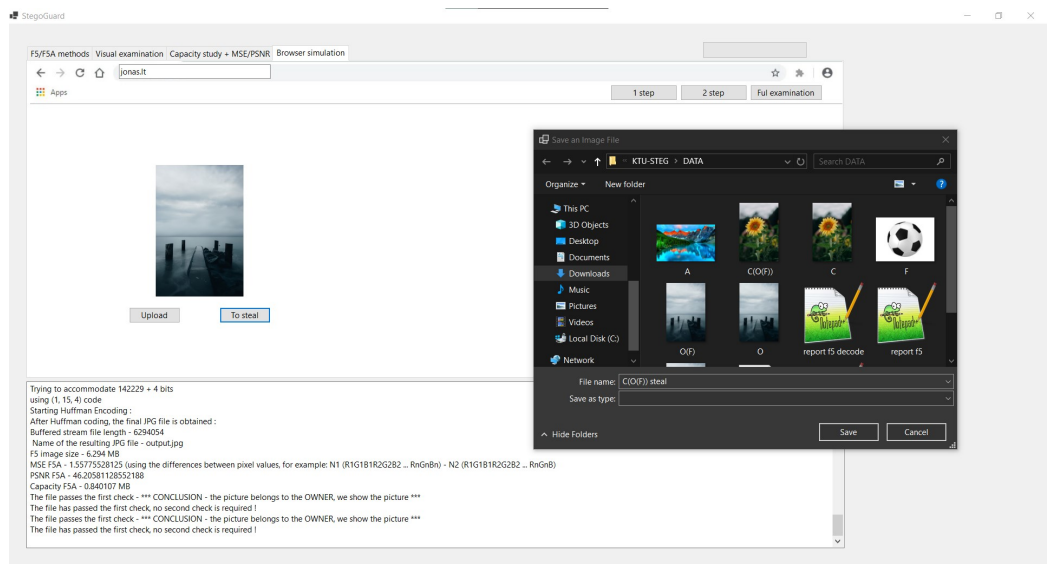 StegoGuard
F5/F5A methods Visual examination Capacity study + MSE/PSNR Browser simulation
jonas.lt
Apps
1 step 2 step Ful examination
Upload To steal
Save an Image File
KTU-STEG > DATA
Search DATA
Organize New folder
This PC
3D Objects
Desktop
Documents
Downloads
Music
Pictures
Videos
Local Disk (C:)
Network
A C(O(F)) C F
O(F) O report f5 decode report f5
File name: C(O(F)) steal
Save as type:
Hide Folders
Save Cancel
Trying to accommodate 142229 + 4 bits
using (1, 15, 4) code
Starting Huffman Encoding :
After Huffman coding, the final JPG file is obtained :
Buffered stream file length - 6294054
Name of the resulting JPG file - output.jpg
F5 image size - 6.294 MB
MSE F5A - 1.55775528125 (using the differences between pixel values, for example: N1 (R1G1B1R2G2B2 ... RnGnBn) - N2 (R1G1B1R2G2B2 ... RnGnB)
PSNR F5A - 46.20581128552188
Capacity F5A - 0.840107 MB
The file passes the first check - *** CONCLUSION - the picture belongs to the OWNER, we show the picture ***
The file has passed the first check, no second check is required !
The file passes the first check - *** CONCLUSION - the picture belongs to the OWNER, we show the picture ***
The file has passed the first check, no second check is required !